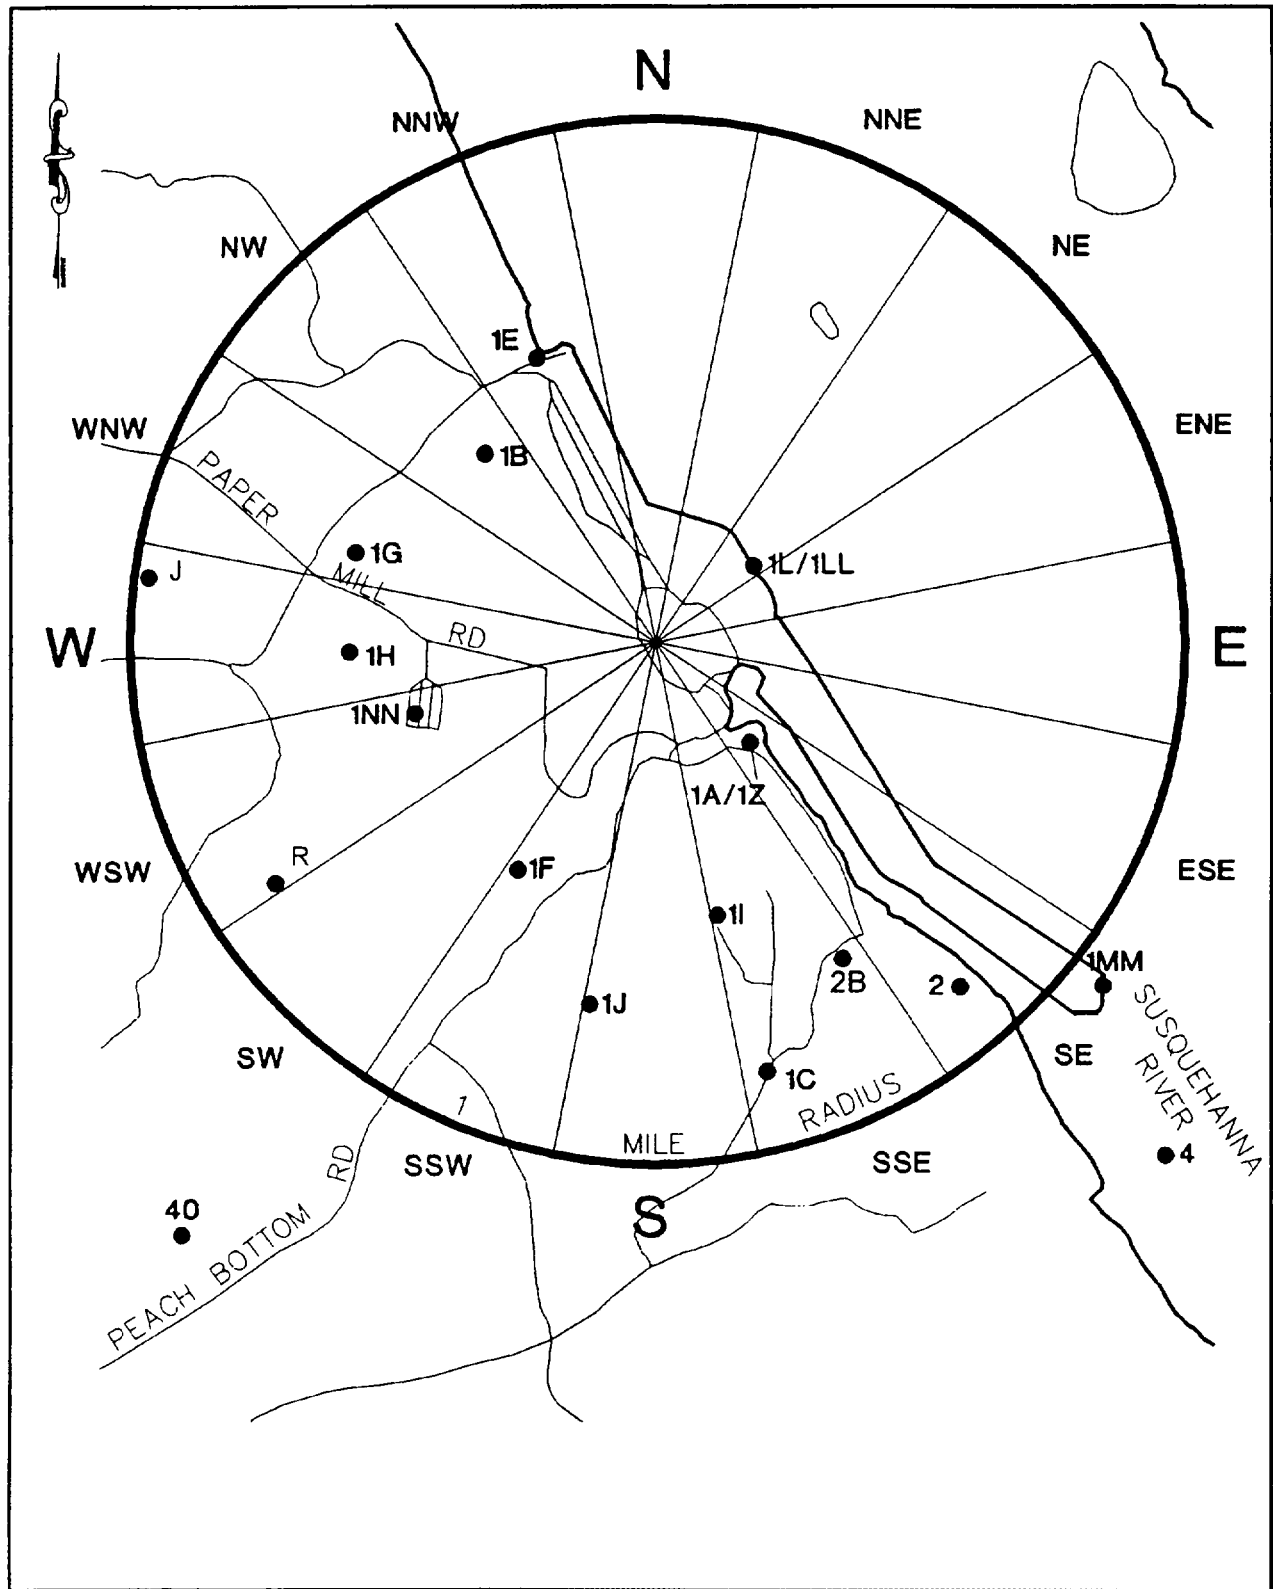 N
NNW
NNE
NW
NE
1E
WNW
ENE
1B
PAPER
1G
1L/1LL
J
MILL
RD
W
E
1H
1NN
1A/1Z
R
1F
WSW
ESE
1I
2B
2
1MM
1J
SW
SE
SUSQUEHANNA
RIVER
1C
1
MILE
RADIUS
SSW
SSE
4
S
40
PEACH BOTTOM RD